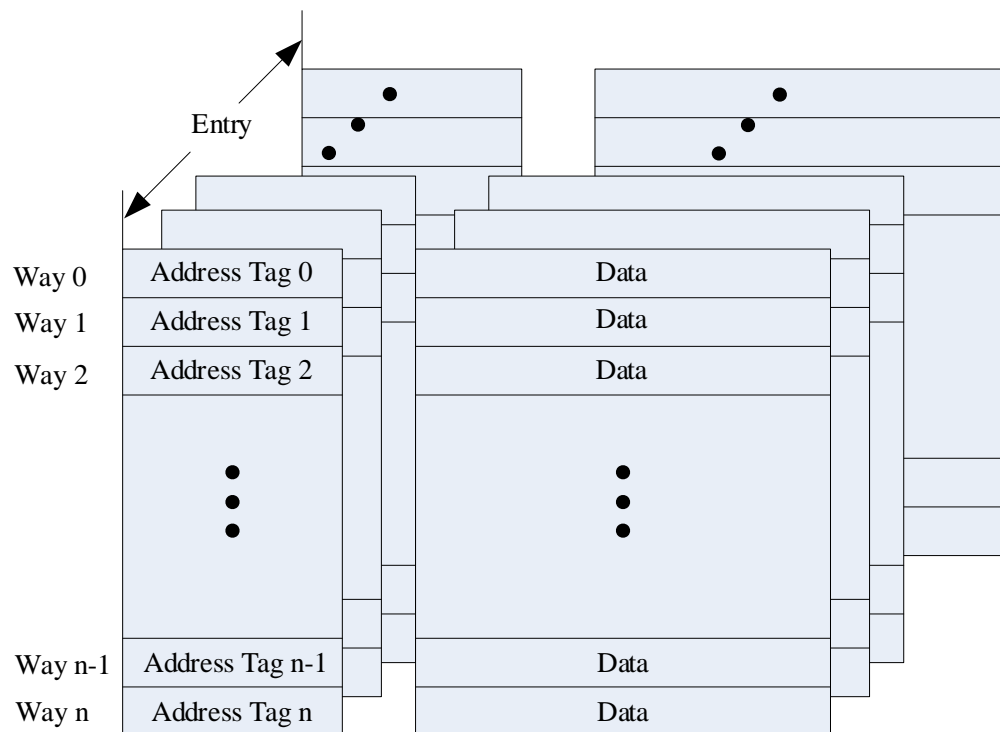 Entry
Way 0 Address Tag 0 Data
Way 1 Address Tag 1 Data
Way 2 Address Tag 2 Data
Way n-1 Address Tag n-1 Data
Way n Address Tag n Data